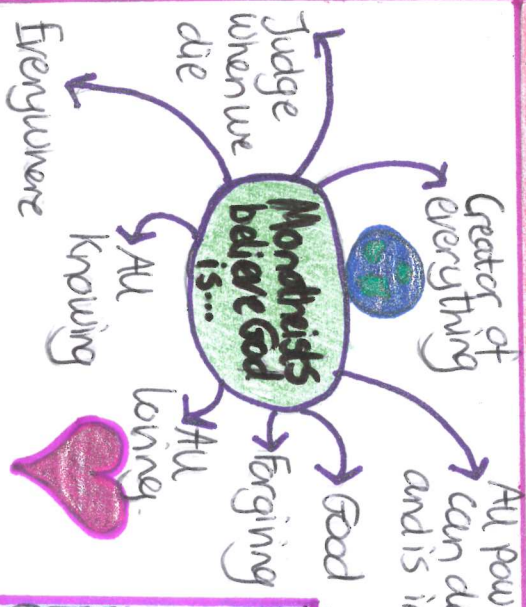 Monotheists
believe God
is...
Creator of
everything
All pow
can d
and is i
Good
Forgiving
All
loving.
All
Knowing
Everywhere
Judge
when we
die